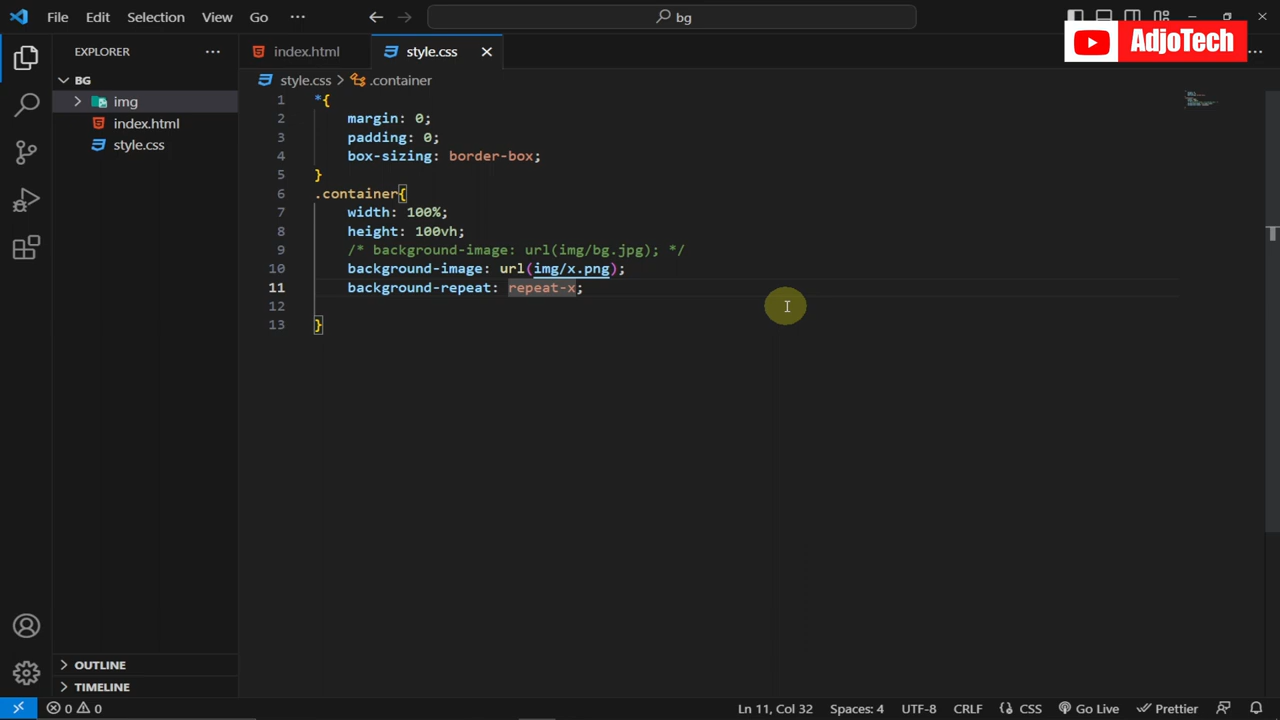 File Edit Selection View Go ··· bg
AdjoTech
EXPLORER ···
index.html style.css
BG
style.css > .container
img
index.html
style.css
1 *{
2 margin: 0;
3 padding: 0;
4 box-sizing: border-box;
5 }
6 .container{
7 width: 100%;
8 height: 100vh;
9 /* background-image: url(img/bg.jpg); */
10 background-image: url(img/x.png);
11 background-repeat: repeat-x;
12
13 }
OUTLINE
TIMELINE
0 0 Ln 11, Col 32 Spaces: 4 UTF-8 CRLF {} CSS Go Live Prettier